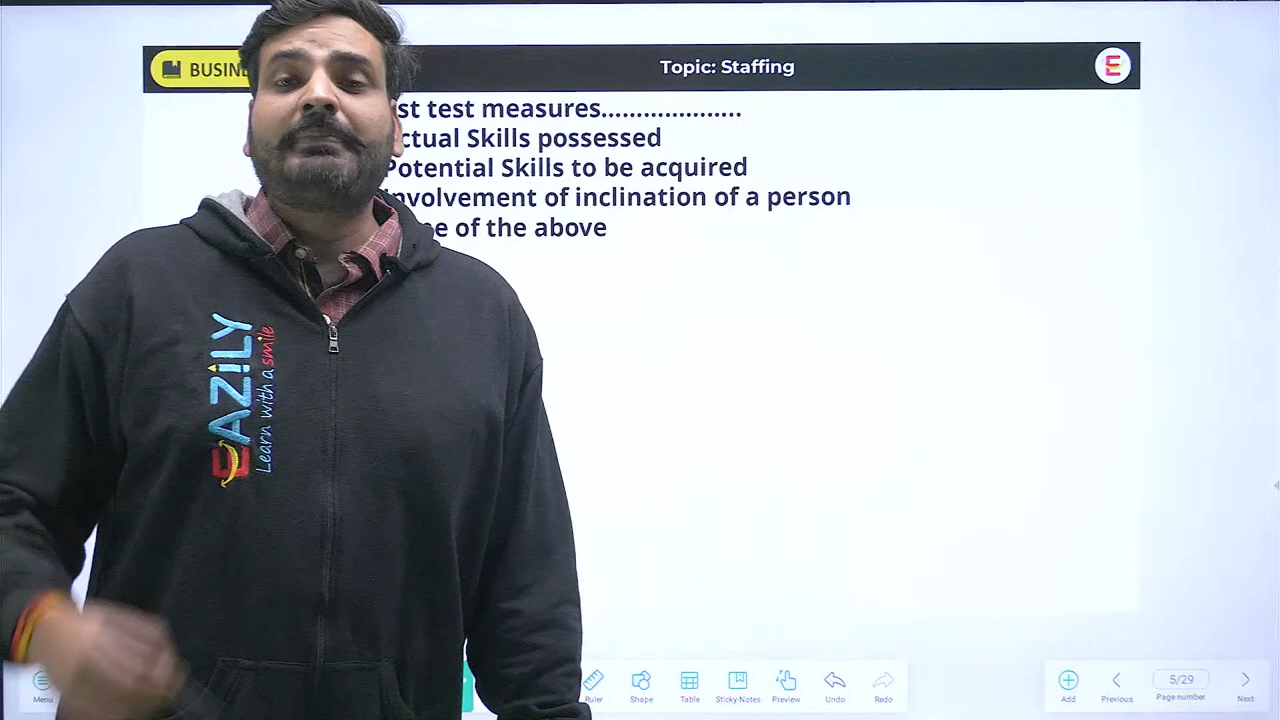 Topic: Staffing
st test measures....................
ctual Skills possessed
Potential Skills to be acquired
nvolvement of inclination of a person
e of the above
EAZILY
Learn with a smile
Menu
Ruler
Shape
Table
Sticky-Notes
Preview
Undo
Redo
Add
Previous
5/29
Page number
Next